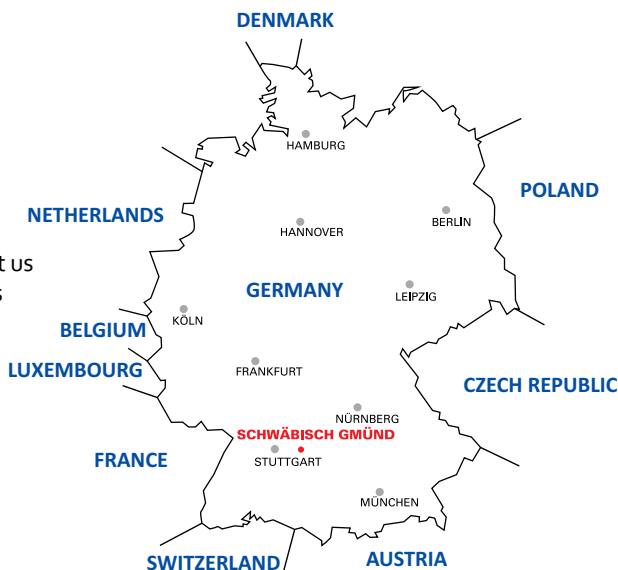 DENMARK
HAMBURG
POLAND
NETHERLANDS
BERLIN
HANNOVER
t us
GERMANY
LEIPZIG
s
KÖLN
BELGIUM
FRANKFURT
LUXEMBOURG
CZECH REPUBLIC
NÜRNBERG
SCHWÄBISCH GMÜND
FRANCE
STUTTGART
MÜNCHEN
SWITZERLAND
AUSTRIA